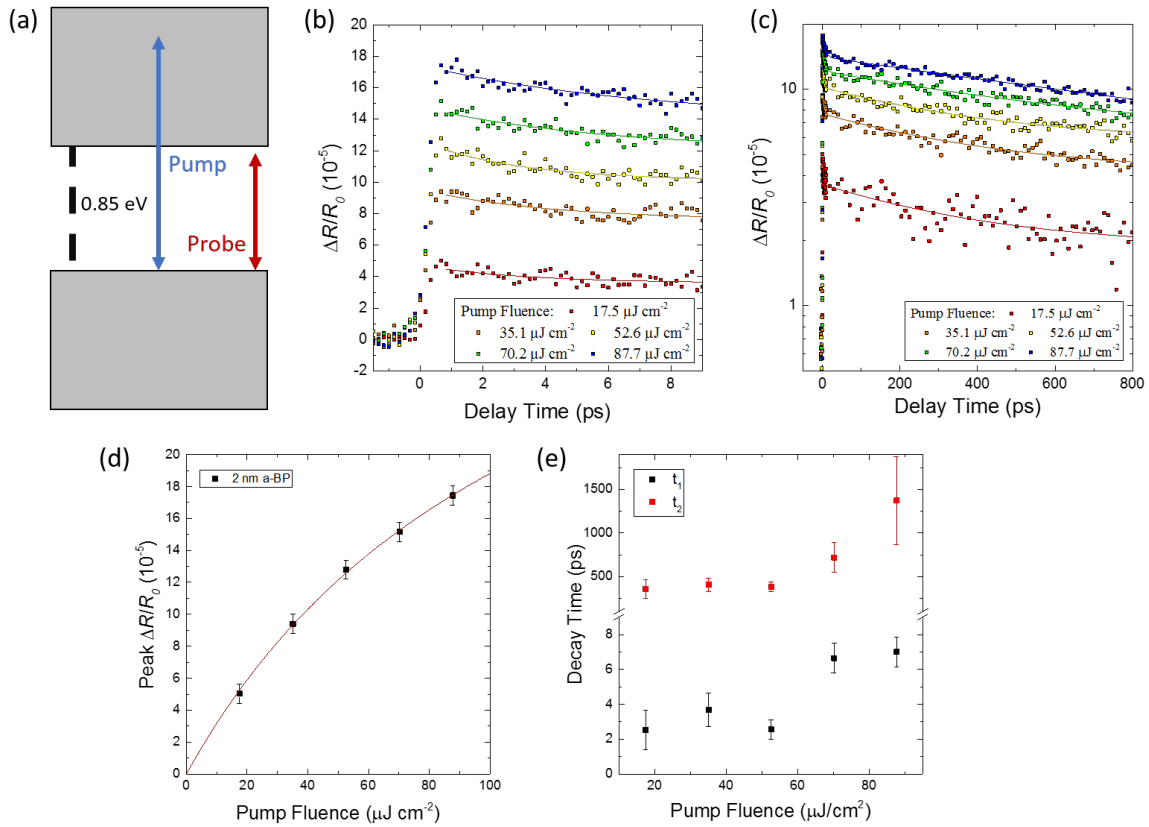 (a)
Pump
0.85 eV
Probe
(b)
20
18
16
14
12
10
8
6
4
2
0
-2
ΔR/R0 (10-5)
0 2 4 6 8
Delay Time (ps)
Pump Fluence: 17.5 μJ cm-2
35.1 μJ cm-2 52.6 μJ cm-2
70.2 μJ cm-2 87.7 μJ cm-2
(c)
10
1
ΔR/R0 (10-5)
0 200 400 600 800
Delay Time (ps)
Pump Fluence: 17.5 μJ cm-2
35.1 μJ cm-2 52.6 μJ cm-2
70.2 μJ cm-2 87.7 μJ cm-2
(d)
2 nm a-BP
20
18
16
14
12
10
8
6
4
2
0
Peak ΔR/R0 (10-5)
0 20 40 60 80 100
Pump Fluence (μJ cm-2)
(e)
t1
t2
1500
1000
500
8
6
4
2
0
Decay Time (ps)
20 40 60 80
Pump Fluence (μJ/cm2)